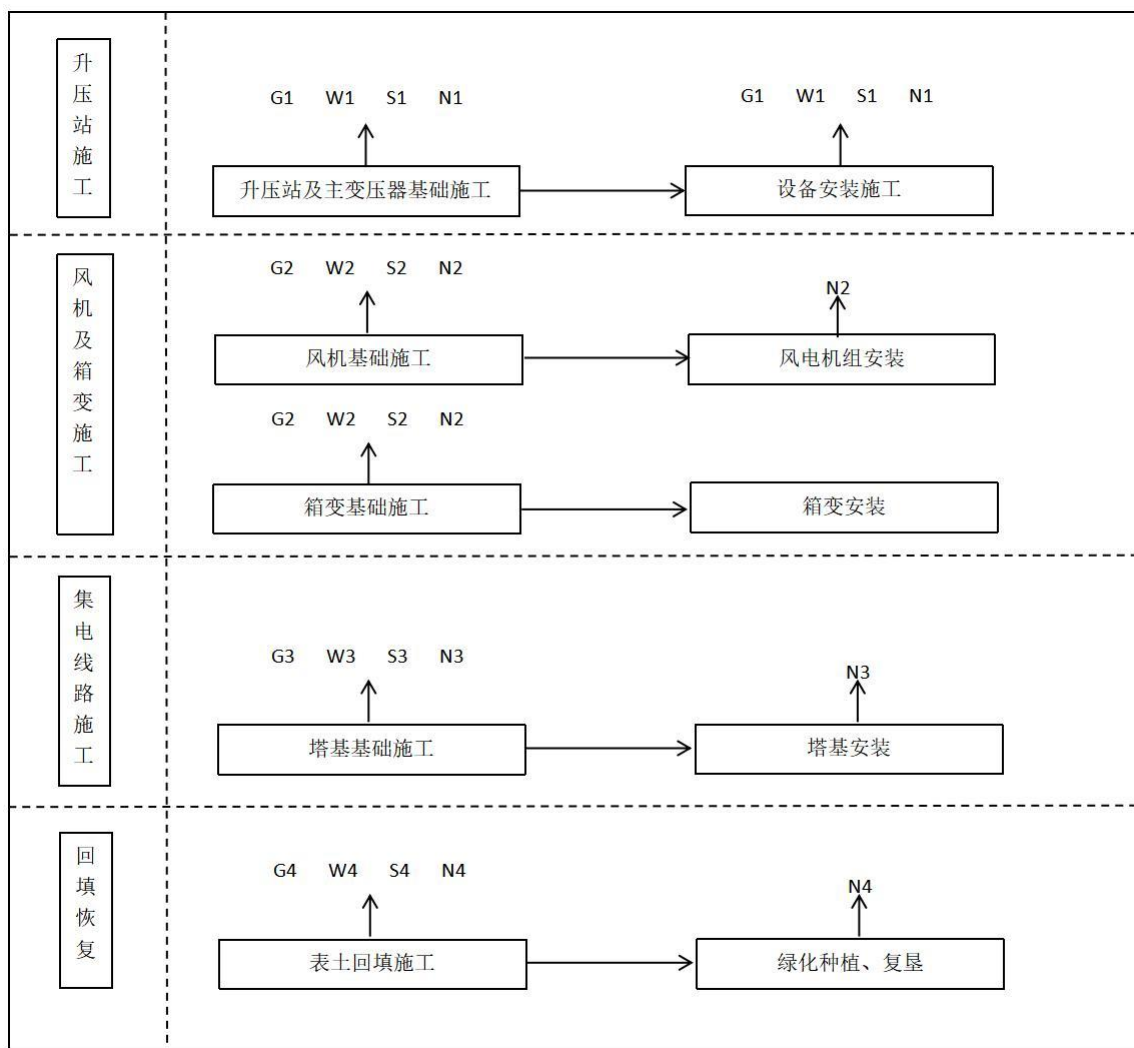 升压站施工
G1 W1 S1 N1
G1 W1 S1 N1
升压站及主变压器基础施工
设备安装施工
风机及箱变施工
G2 W2 S2 N2
N2
风机基础施工
风电机组安装
G2 W2 S2 N2
箱变基础施工
箱变安装
集电线路施工
G3 W3 S3 N3
N3
塔基基础施工
塔基安装
回填恢复
G4 W4 S4 N4
N4
表土回填施工
绿化种植、复垦